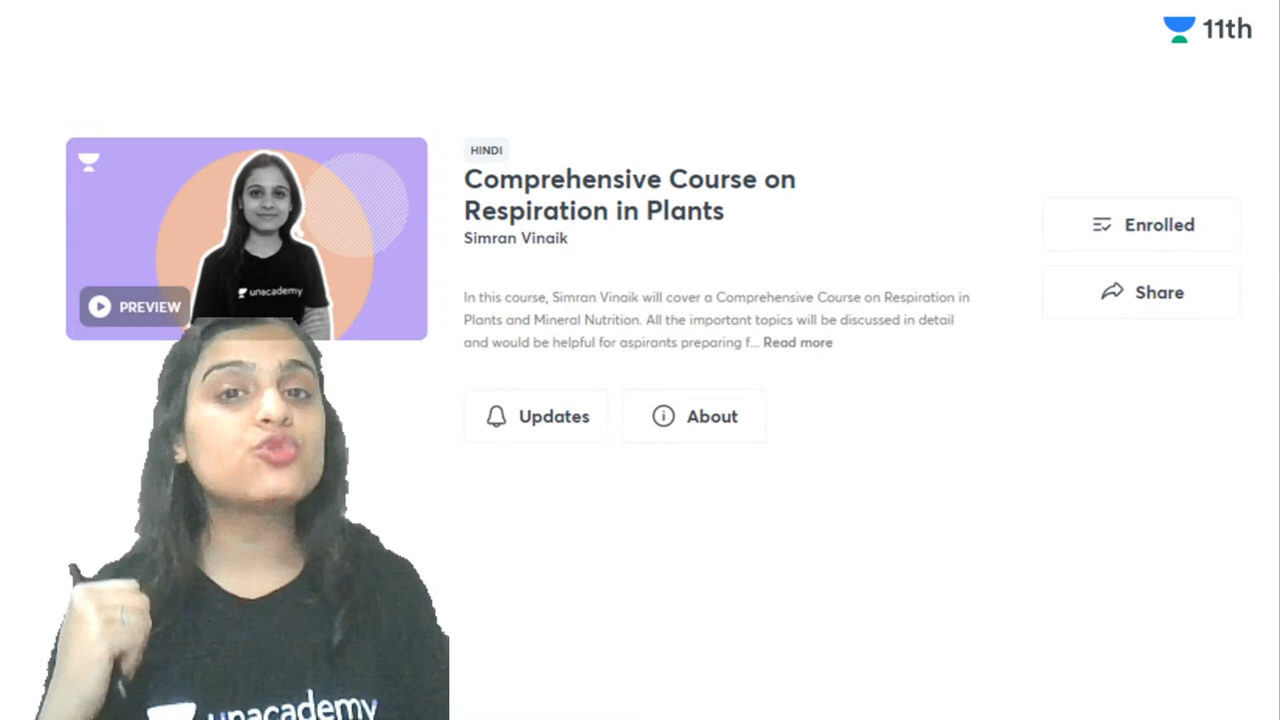 11th
HINDI
Comprehensive Course on
Respiration in Plants
Simran Vinaik
In this course, Simran Vinaik will cover a Comprehensive Course on Respiration in
Plants and Mineral Nutrition. All the important topics will be discussed in detail
and would be helpful for aspirants preparing f... Read more
Enrolled
Share
Updates
About
unacademy
PREVIEW
unacademy